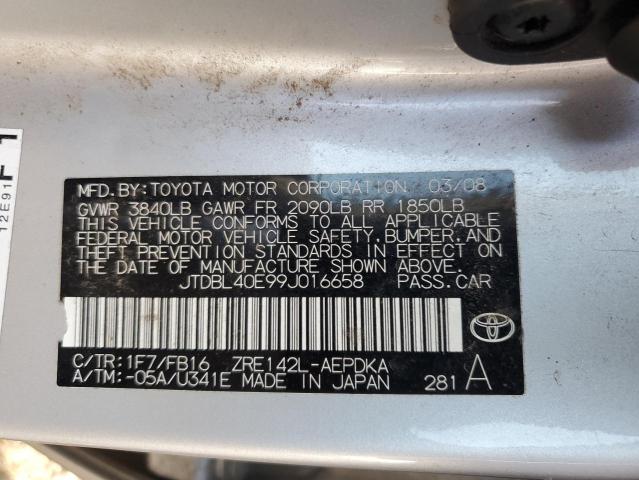 MFD. BY: TOYOTA MOTOR CORPORATION 03/08
GVWR 3840LB GAWR FR 2090LB RR 1850LB
THIS VEHICLE CONFORMS TO ALL APPLICABLE
FEDERAL MOTOR VEHICLE SAFETY, BUMPER, AND
THEFT PREVENTION STANDARDS IN EFFECT ON
THE DATE OF MANUFACTURE SHOWN ABOVE.
JTDBL40E99J016658 PASS. CAR
C/TR: 1F7/FB16 ZRE142L-AEPDKA
A/TM: -05A/U341E MADE IN JAPAN 281 A
12E91